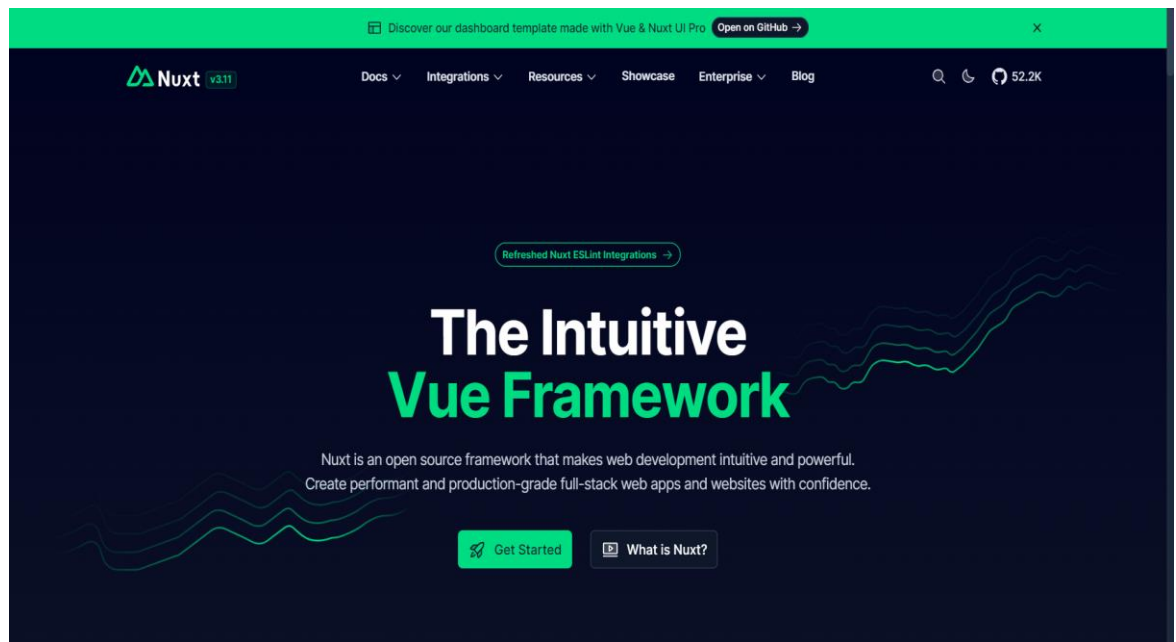 Discover our dashboard template made with Vue & Nuxt UI Pro Open on GitHub →
Nuxt v3.11 Docs Integrations Resources Showcase Enterprise Blog 52.2K
Refreshed Nuxt ESLint Integrations →
The Intuitive
Vue Framework
Nuxt is an open source framework that makes web development intuitive and powerful.
Create performant and production-grade full-stack web apps and websites with confidence.
Get Started What is Nuxt?